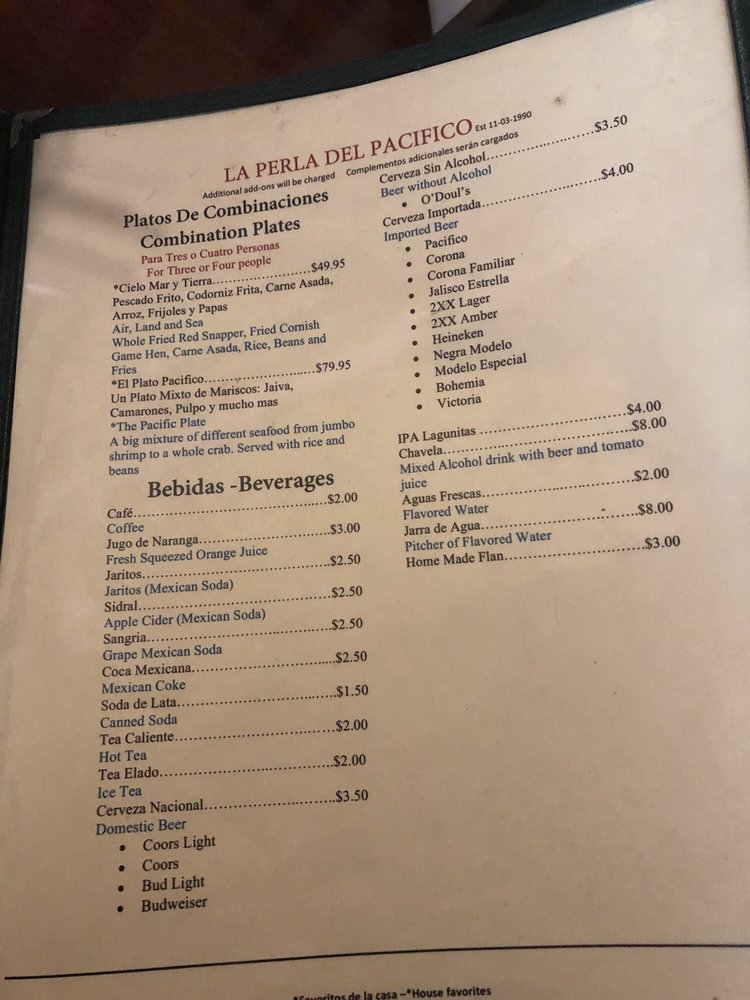 LA PERLA DEL PACIFICO Est 11-03-1990
Additional add-ons will be charged Complementos adicionales serán cargados
Platos De Combinaciones
Combination Plates
Para Tres o Cuatro Personas
For Three or Four people
*Cielo Mar y Tierra........................$49.95
Pescado Frito, Codorniz Frita, Carne Asada,
Arroz, Frijoles y Papas
Air, Land and Sea
Whole Fried Red Snapper, Fried Cornish
Game Hen, Carne Asada, Rice, Beans and
Fries
*El Plato Pacifico...........................$79.95
Un Plato Mixto de Mariscos: Jaiva,
Camarones, Pulpo y mucho mas
*The Pacific Plate
A big mixture of different seafood from jumbo
shrimp to a whole crab. Served with rice and
beans
Bebidas -Beverages
Café..............................................$2.00
Coffee
Jugo de Naranga................................$3.00
Fresh Squeezed Orange Juice
Jaritos.............................................$2.50
Jaritos (Mexican Soda)
Sidral..............................................$2.50
Apple Cider (Mexican Soda)
Sangria............................................$2.50
Grape Mexican Soda
Coca Mexicana..................................$2.50
Mexican Coke
Soda de Lata.....................................$1.50
Canned Soda
Tea Caliente.....................................$2.00
Hot Tea
Tea Elado........................................$2.00
Ice Tea
Cerveza Nacional..............................$3.50
Domestic Beer
• Coors Light
• Coors
• Bud Light
• Budweiser
Cerveza Sin Alcohol..........................$3.50
Beer without Alcohol
• O'Doul's
Cerveza Importada............................$4.00
Imported Beer
• Pacifico
• Corona
• Corona Familiar
• Jalisco Estrella
• 2XX Lager
• 2XX Amber
• Heineken
• Negra Modelo
• Modelo Especial
• Bohemia
• Victoria
IPA Lagunitas ..................................$4.00
Chavela...........................................$8.00
Mixed Alcohol drink with beer and tomato
juice
Aguas Frescas...................................$2.00
Flavored Water
Jarra de Agua....................................$8.00
Pitcher of Flavored Water
Home Made Flan...............................$3.00
*Favoritos de la casa ~*House favorites